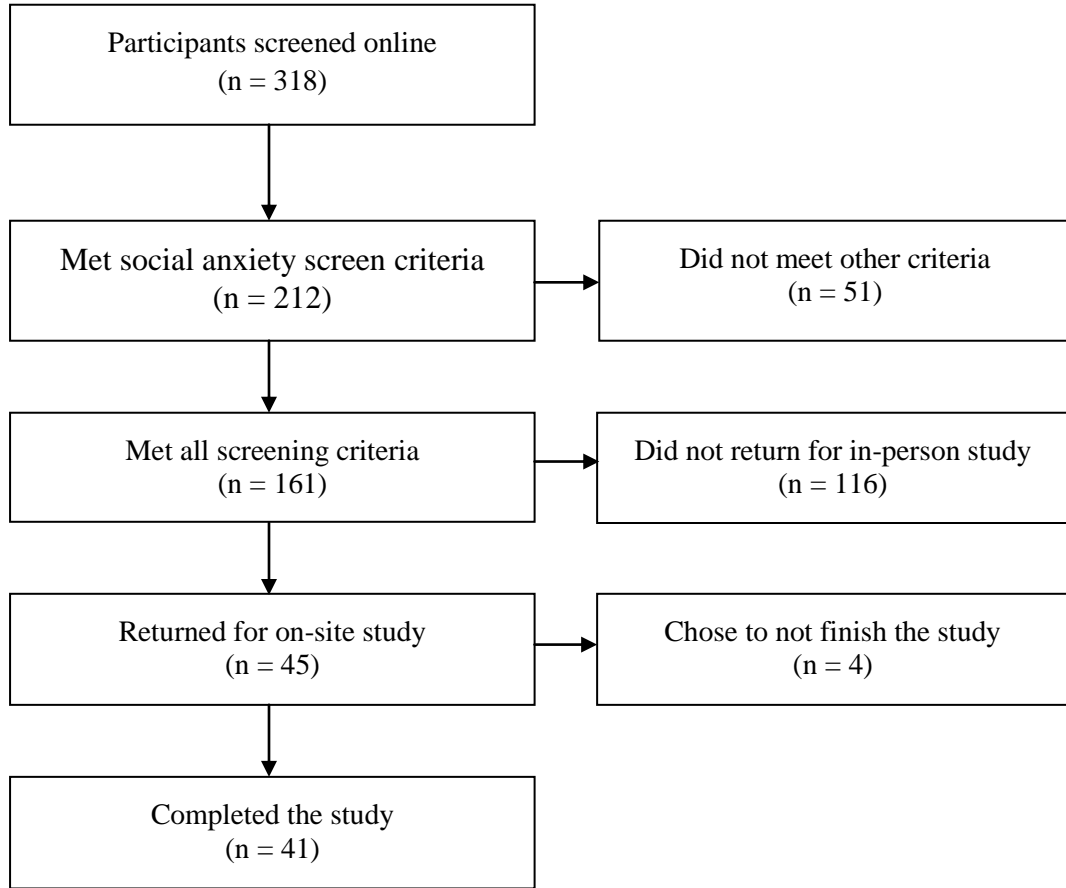 Participants screened online
(n = 318)
Met social anxiety screen criteria
(n = 212)
Did not meet other criteria
(n = 51)
Met all screening criteria
(n = 161)
Did not return for in-person study
(n = 116)
Returned for on-site study
(n = 45)
Chose to not finish the study
(n = 4)
Completed the study
(n = 41)